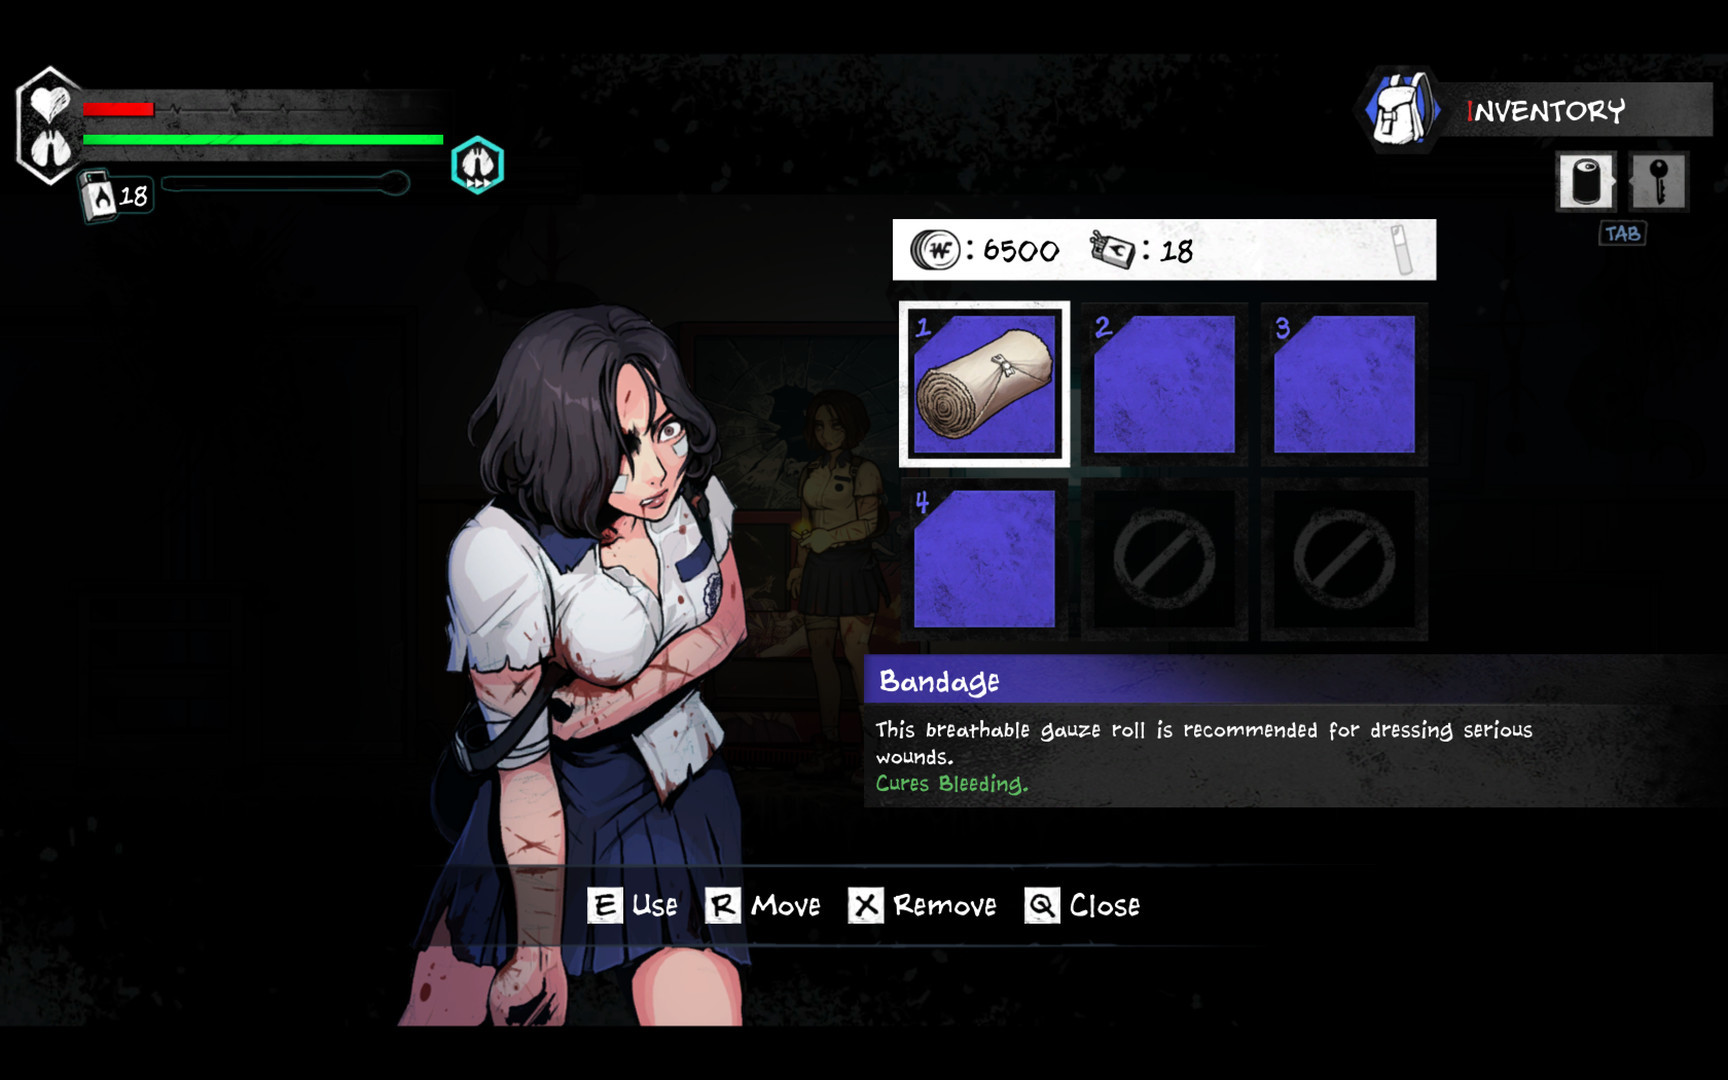 INVENTORY
18
TAB
₩ : 6500 : 18
1
2
3
4
Bandage
This breathable gauze roll is recommended for dressing serious
wounds.
Cures Bleeding.
E Use R Move X Remove Q Close